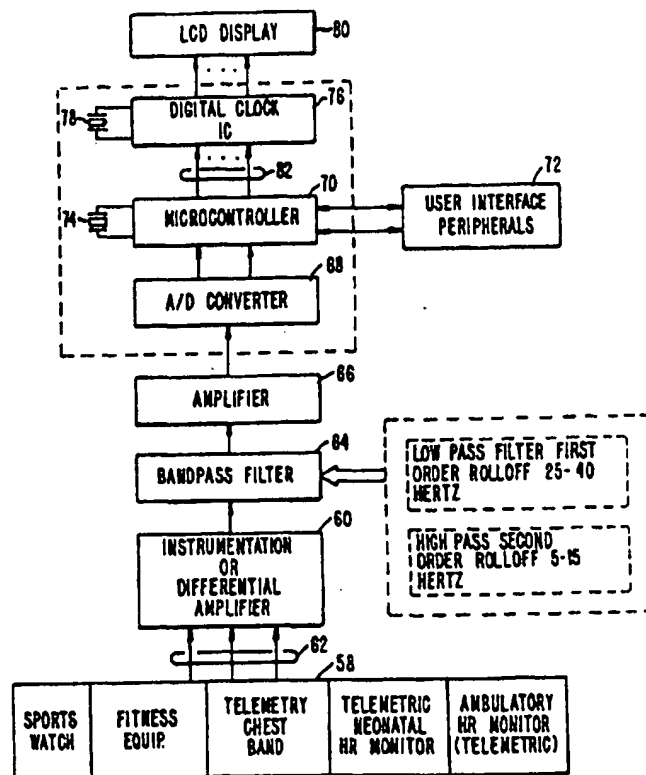 LCD DISPLAY
80
DIGITAL CLOCK
IC
76
78
82
70
72
74
MICROCONTROLLER
USER INTERFACE
PERIPHERALS
68
A/D CONVERTER
66
AMPLIFIER
64
BANDPASS FILTER
LOW PASS FILTER FIRST
ORDER ROLLOFF 25-40
HERTZ
HIGH PASS SECOND
ORDER ROLLOFF 5-15
HERTZ
60
INSTRUMENTATION
OR
DIFFERENTIAL
AMPLIFIER
62
58
SPORTS
WATCH
FITNESS
EQUIP.
TELEMETRY
CHEST
BAND
TELEMETRIC
NEONATAL
HR MONITOR
AMBULATORY
HR MONITOR
(TELEMETRIC)